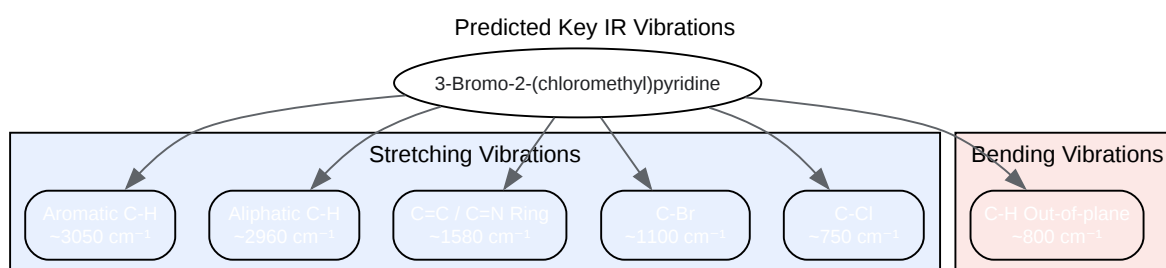 Predicted Key IR Vibrations
3-Bromo-2-(chloromethyl)pyridine
Stretching Vibrations
Bending Vibrations
Aromatic C-H
~3050 cm⁻¹
Aliphatic C-H
~2960 cm⁻¹
C=C / C=N Ring
~1580 cm⁻¹
C-Br
~1100 cm⁻¹
C-Cl
~750 cm⁻¹
C-H Out-of-plane
~800 cm⁻¹